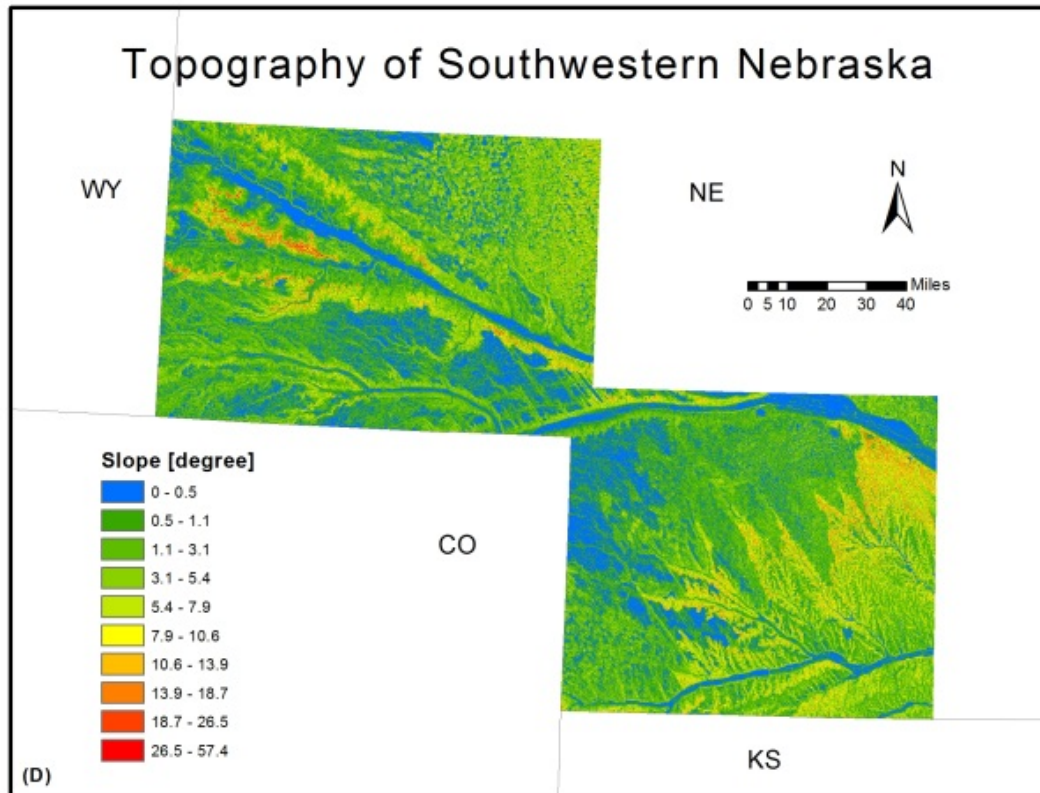 Topography of Southwestern Nebraska
WY
NE
N
Miles
0 5 10 20 30 40
Slope [degree]
0 - 0.5
0.5 - 1.1
1.1 - 3.1
3.1 - 5.4
5.4 - 7.9
7.9 - 10.6
10.6 - 13.9
13.9 - 18.7
18.7 - 26.5
26.5 - 57.4
CO
KS
(D)